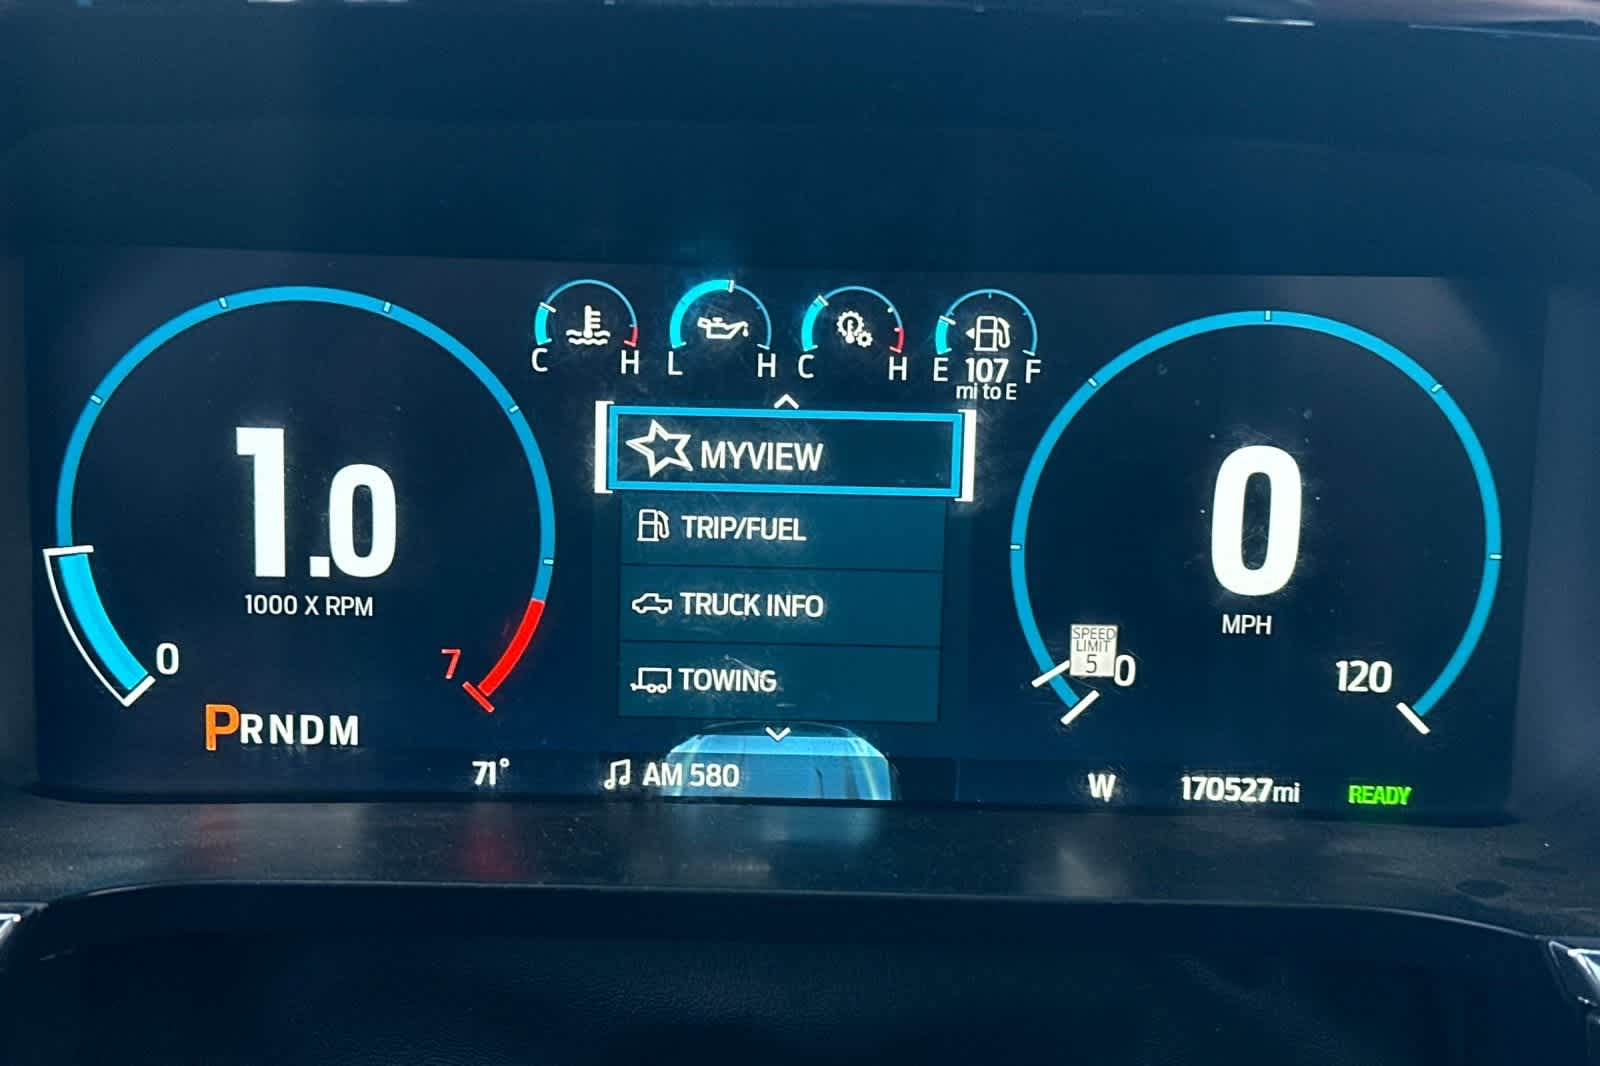 C H L H C H E 107 F
mi to E
MYVIEW
1.0
1000 X RPM
0
7
PRNDM
TRIP/FUEL
TRUCK INFO
TOWING
0
MPH
SPEED
LIMIT
5
0
120
71°
AM 580
W
170527mi
READY